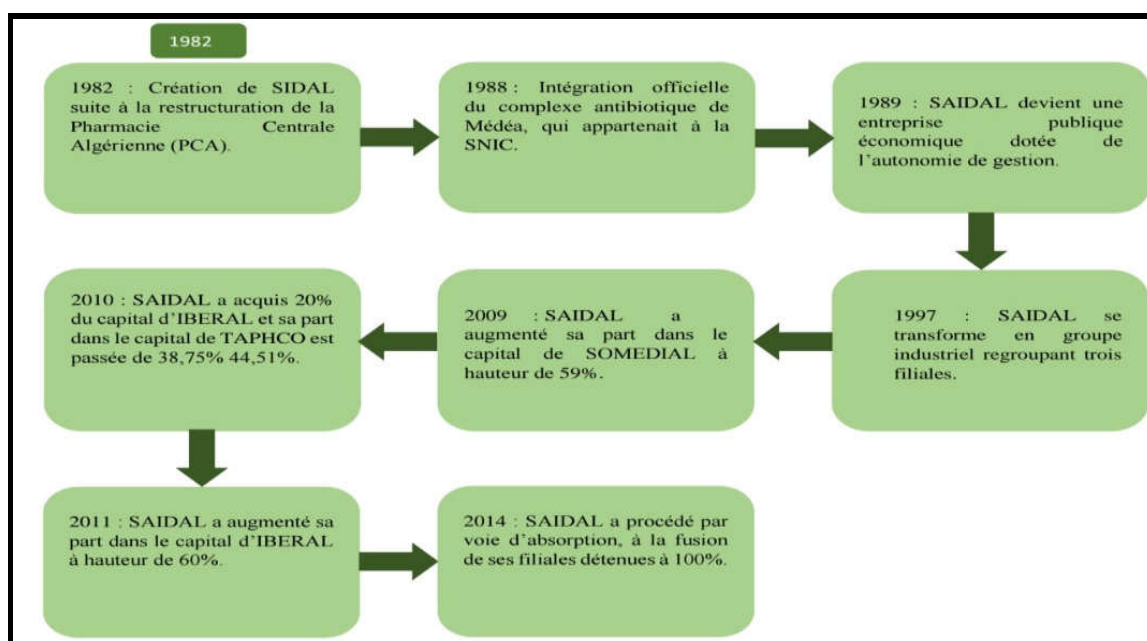 1982
1982 : Création de SIDAL
suite à la restructuration de la
Pharmacie Centrale
Algérienne (PCA).
1988 : Intégration officielle
du complexe antibiotique de
Médéa, qui appartenait à la
SNIC.
1989 : SAIDAL devient une
entreprise publique
économique dotée de
l’autonomie de gestion.
1997 : SAIDAL se
transforme en groupe
industriel regroupant trois
filiales.
2009 : SAIDAL a
augmenté sa part dans le
capital de SOMEDIAL à
hauteur de 59%.
2010 : SAIDAL a acquis 20%
du capital d’IBERAL et sa part
dans le capital de TAPHCO est
passée de 38,75% 44,51%.
2011 : SAIDAL a augmenté sa
part dans le capital d’IBERAL
à hauteur de 60%.
2014 : SAIDAL a procédé par
voie d’absorption, à la fusion
de ses filiales détenues à 100%.